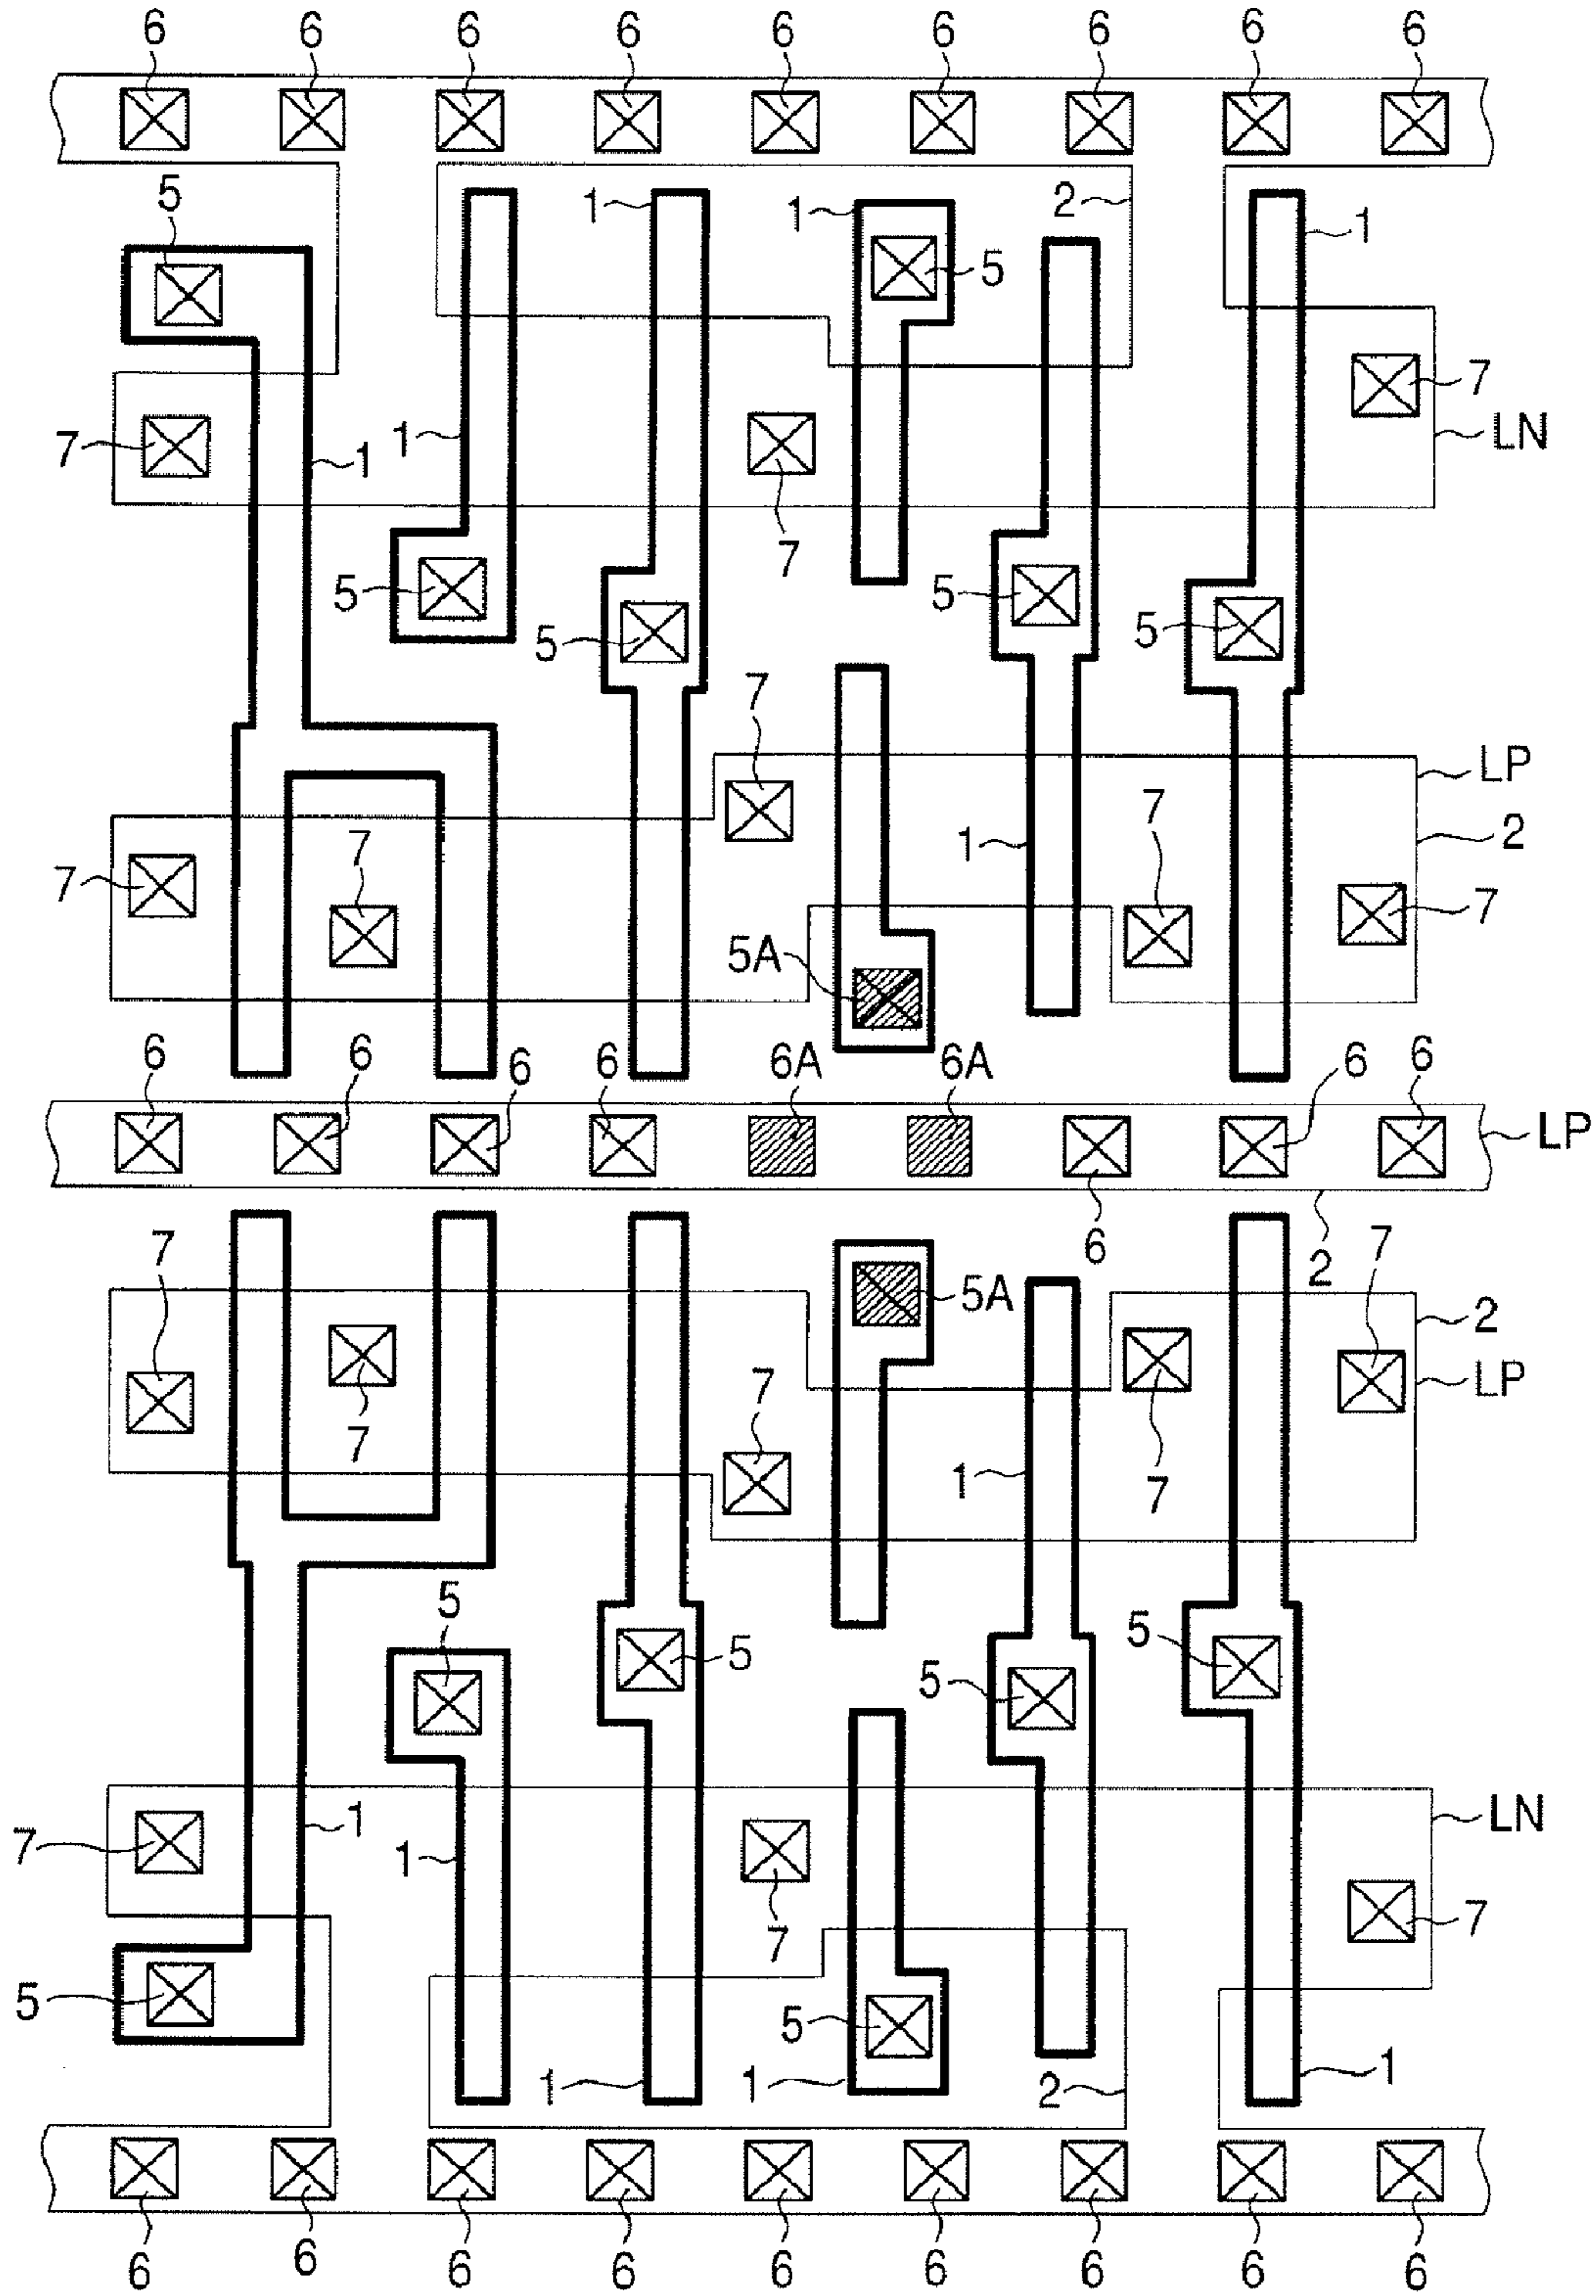 6 6 6 6 6 6 6 6 6
5 1 1 2 1
5
7 1 1 7 LN
7
5 5 5 5
7 LP
7 7 1 7 2
7
5A
6 6 6 6 6A 6A 6 6
LP
7 6 2 7
5A 2
7 7 1 7 LP
5 5 5 5
LN
7 1 1 7 7
5 5
1 1 2 1
6 6 6 6 6 6 6 6 6